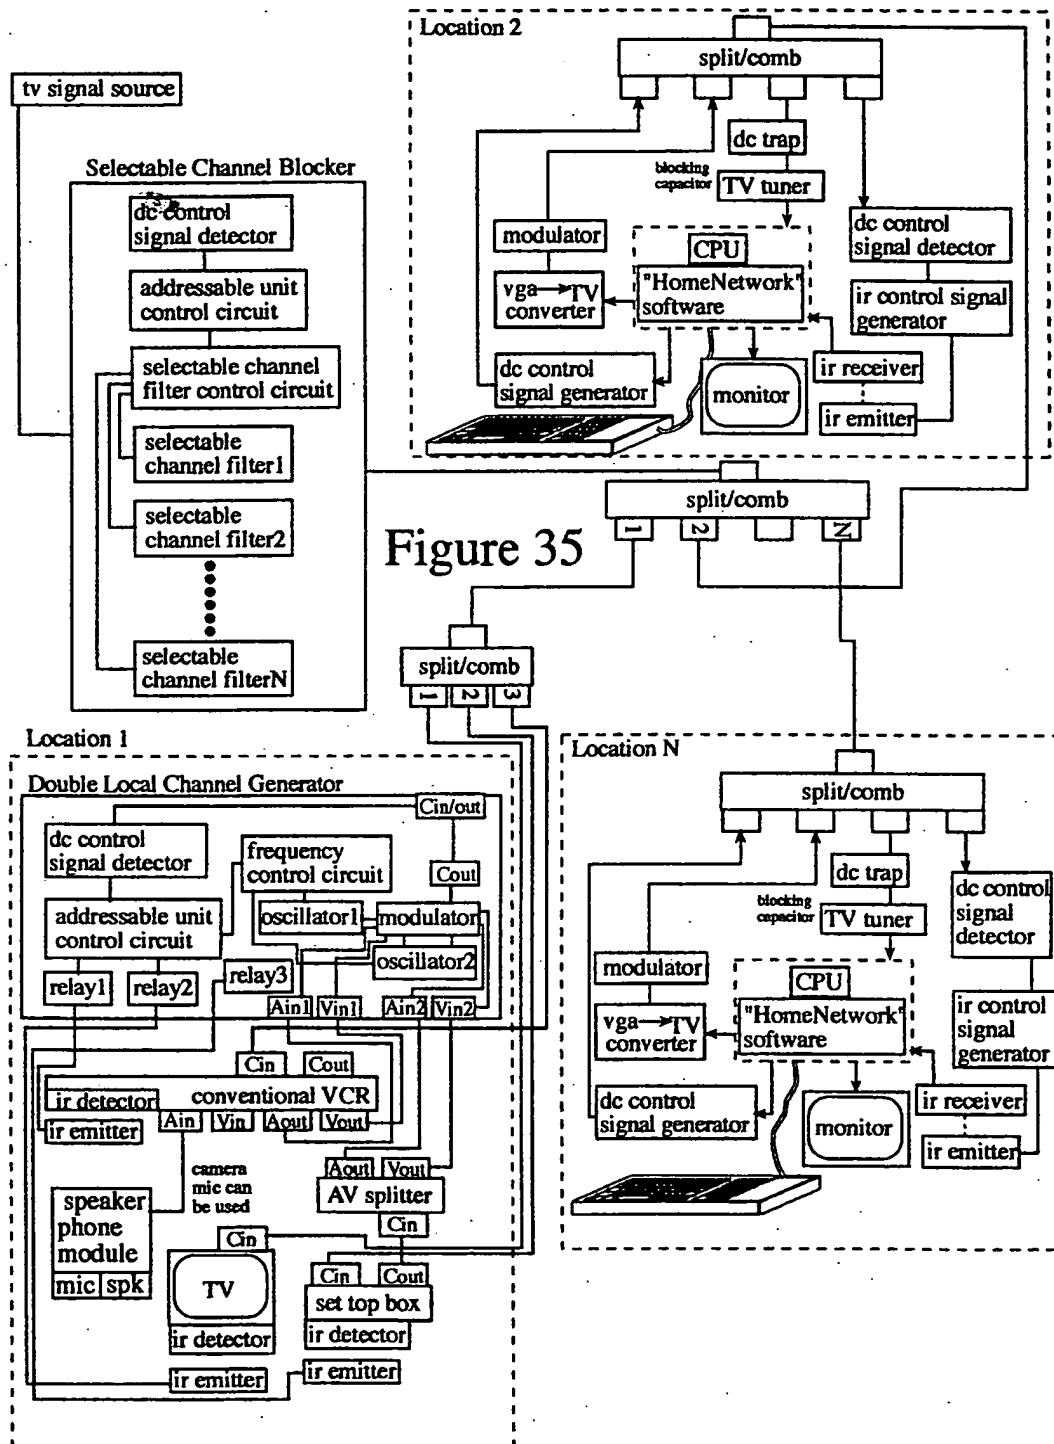 Location 2
split/comb
tv signal source
dc trap
Selectable Channel Blocker
blocking
capacitor
TV tuner
dc control
signal detector
modulator
dc control
signal detector
CPU
addressable unit
control circuit
vga→TV
converter
"HomeNetwork"
software
ir control signal
generator
selectable channel
filter control circuit
dc control
signal generator
monitor
ir receiver
ir emitter
selectable
channel filter1
split/comb
1
2
N
selectable
channel filter2
Figure 35
selectable
channel filterN
split/comb
1
2
3
Location 1
Location N
Double Local Channel Generator
split/comb
Cin/out
dc control
signal detector
frequency
control circuit
Cout
dc trap
dc control
signal
detector
blocking
capacitor
TV tuner
addressable unit
control circuit
oscillator1
modulator
oscillator2
modulator
CPU
relay1
relay2
relay3
Ain1
Vin1
Ain2
Vin2
vga→TV
converter
"HomeNetwork"
software
ir control
signal
generator
Cin
Cout
ir detector
conventional VCR
ir emitter
Ain
Vin
Aout
Vout
dc control
signal generator
monitor
ir receiver
ir emitter
camera
mic can
be used
Aout
Vout
AV splitter
Cin
speaker
phone
module
mic
spk
Cin
TV
ir detector
Cin
Cout
set top box
ir detector
ir emitter
ir emitter